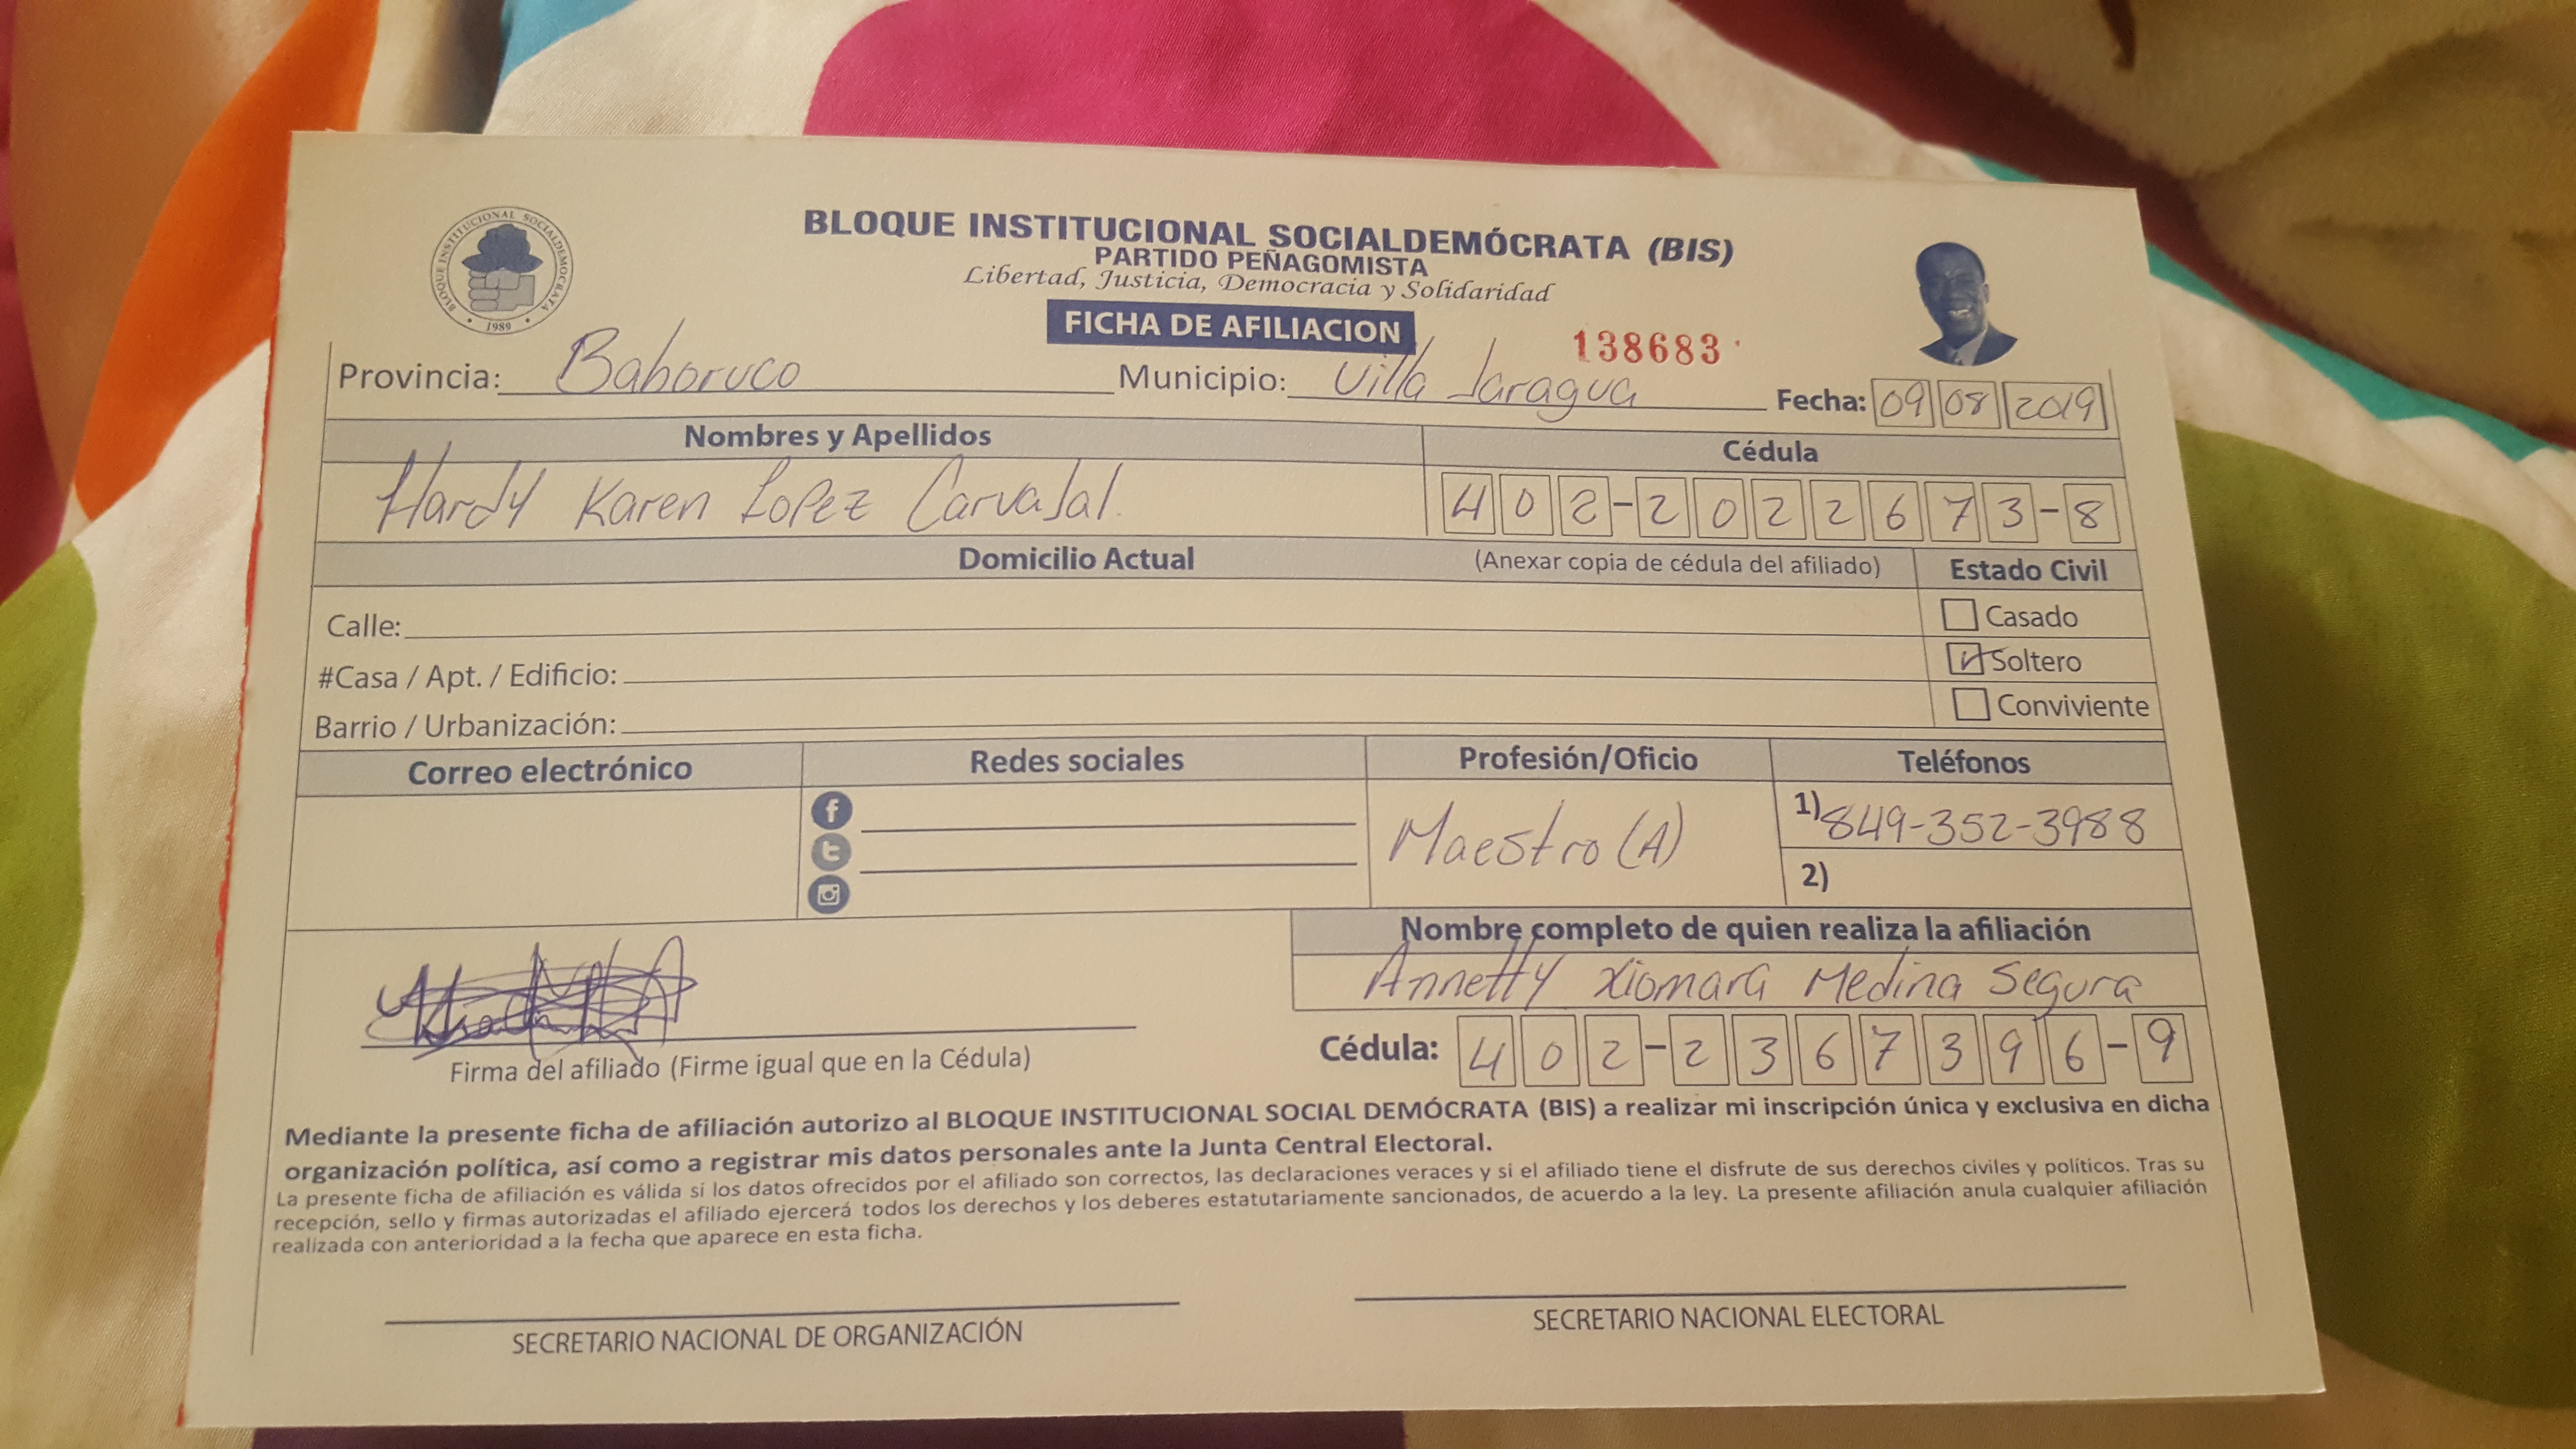 BLOQUE INSTITUCIONAL SOCIALDEMOCRATA
• 1989 •
BLOQUE INSTITUCIONAL SOCIALDEMÓCRATA (BIS)
PARTIDO PEÑAGOMISTA
Libertad, Justicia, Democracia y Solidaridad
FICHA DE AFILIACION
138683
Provincia: Bahoruco Municipio: Villa Jaragua Fecha: 09 08 2019
Nombres y Apellidos Cédula
Hardy Karen Lopez CarvaJal. 402-2022673-8
Domicilio Actual (Anexar copia de cédula del afiliado) Estado Civil
Calle: Casado
#Casa / Apt. / Edificio: Soltero
Barrio / Urbanización: Conviviente
Correo electrónico Redes sociales Profesión/Oficio Teléfonos
Maestro (A) 1) 849-352-3988
2)
Nombre completo de quien realiza la afiliación
Annetty Xiomara Medina Segura
Firma del afiliado (Firme igual que en la Cédula) Cédula: 402-2367396-9
Mediante la presente ficha de afiliación autorizo al BLOQUE INSTITUCIONAL SOCIAL DEMÓCRATA (BIS) a realizar mi inscripción única y exclusiva en dicha
organización política, así como a registrar mis datos personales ante la Junta Central Electoral.
La presente ficha de afiliación es válida si los datos ofrecidos por el afiliado son correctos, las declaraciones veraces y si el afiliado tiene el disfrute de sus derechos civiles y políticos. Tras su
recepción, sello y firmas autorizadas el afiliado ejercerá todos los derechos y los deberes estatutariamente sancionados, de acuerdo a la ley. La presente afiliación anula cualquier afiliación
realizada con anterioridad a la fecha que aparece en esta ficha.
SECRETARIO NACIONAL DE ORGANIZACIÓN SECRETARIO NACIONAL ELECTORAL